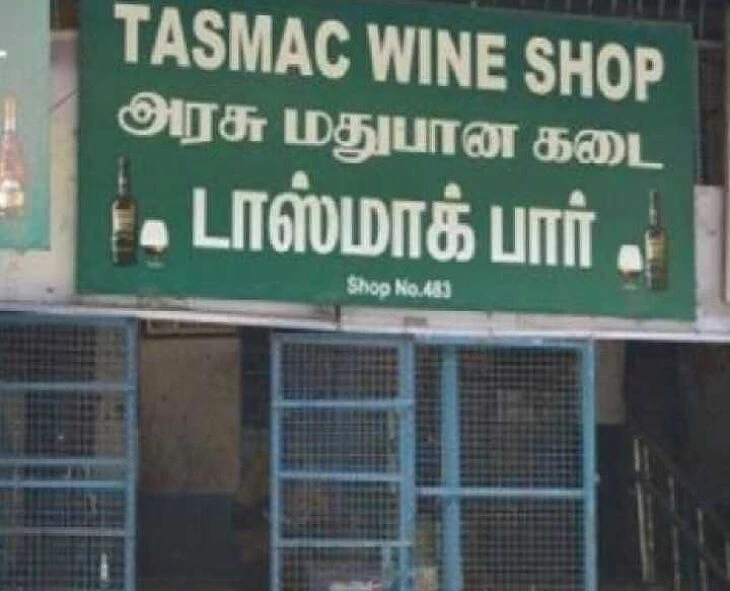 TASMAC WINE SHOP
அரசு மதுபான கடை
டாஸ்மாக் பார்
Shop No.483